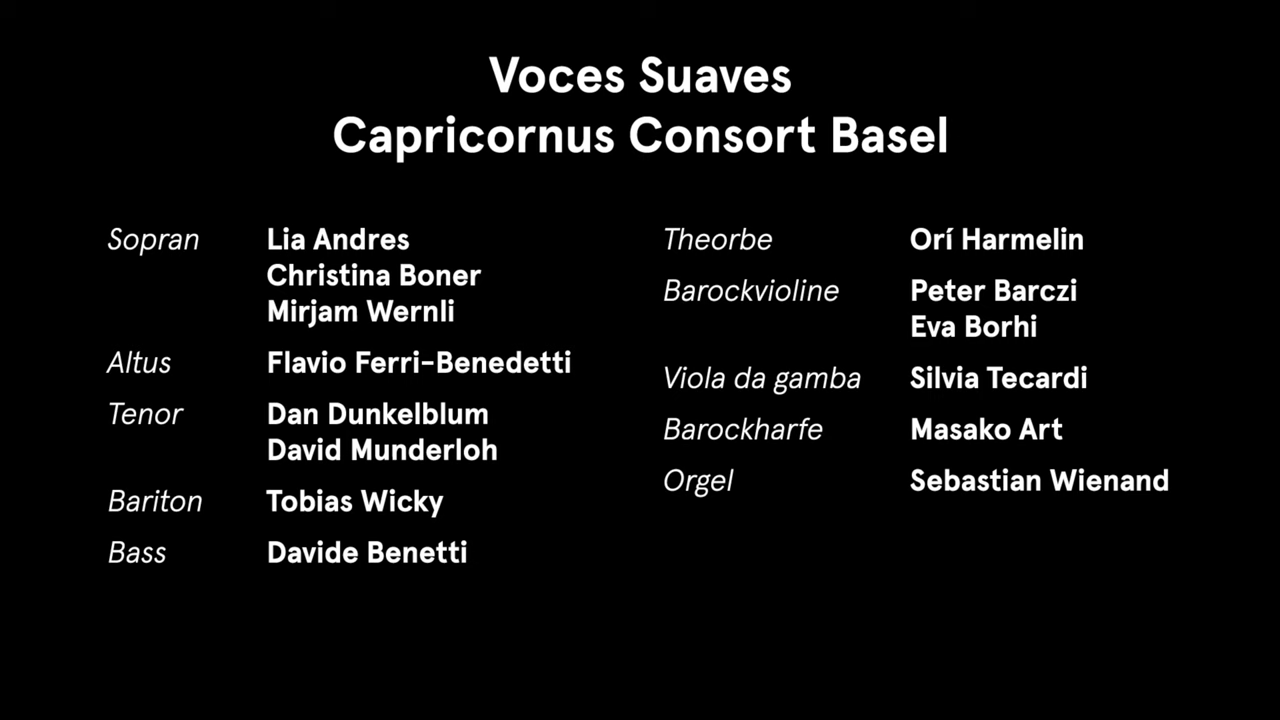 Voces Suaves
Capricornus Consort Basel
Sopran Lia Andres
Christina Boner
Mirjam Wernli
Altus Flavio Ferri-Benedetti
Tenor Dan Dunkelblum
David Munderloh
Bariton Tobias Wicky
Bass Davide Benetti
Theorbe Orí Harmelin
Barockvioline Peter Barczi
Eva Borhi
Viola da gamba Silvia Tecardi
Barockharfe Masako Art
Orgel Sebastian Wienand